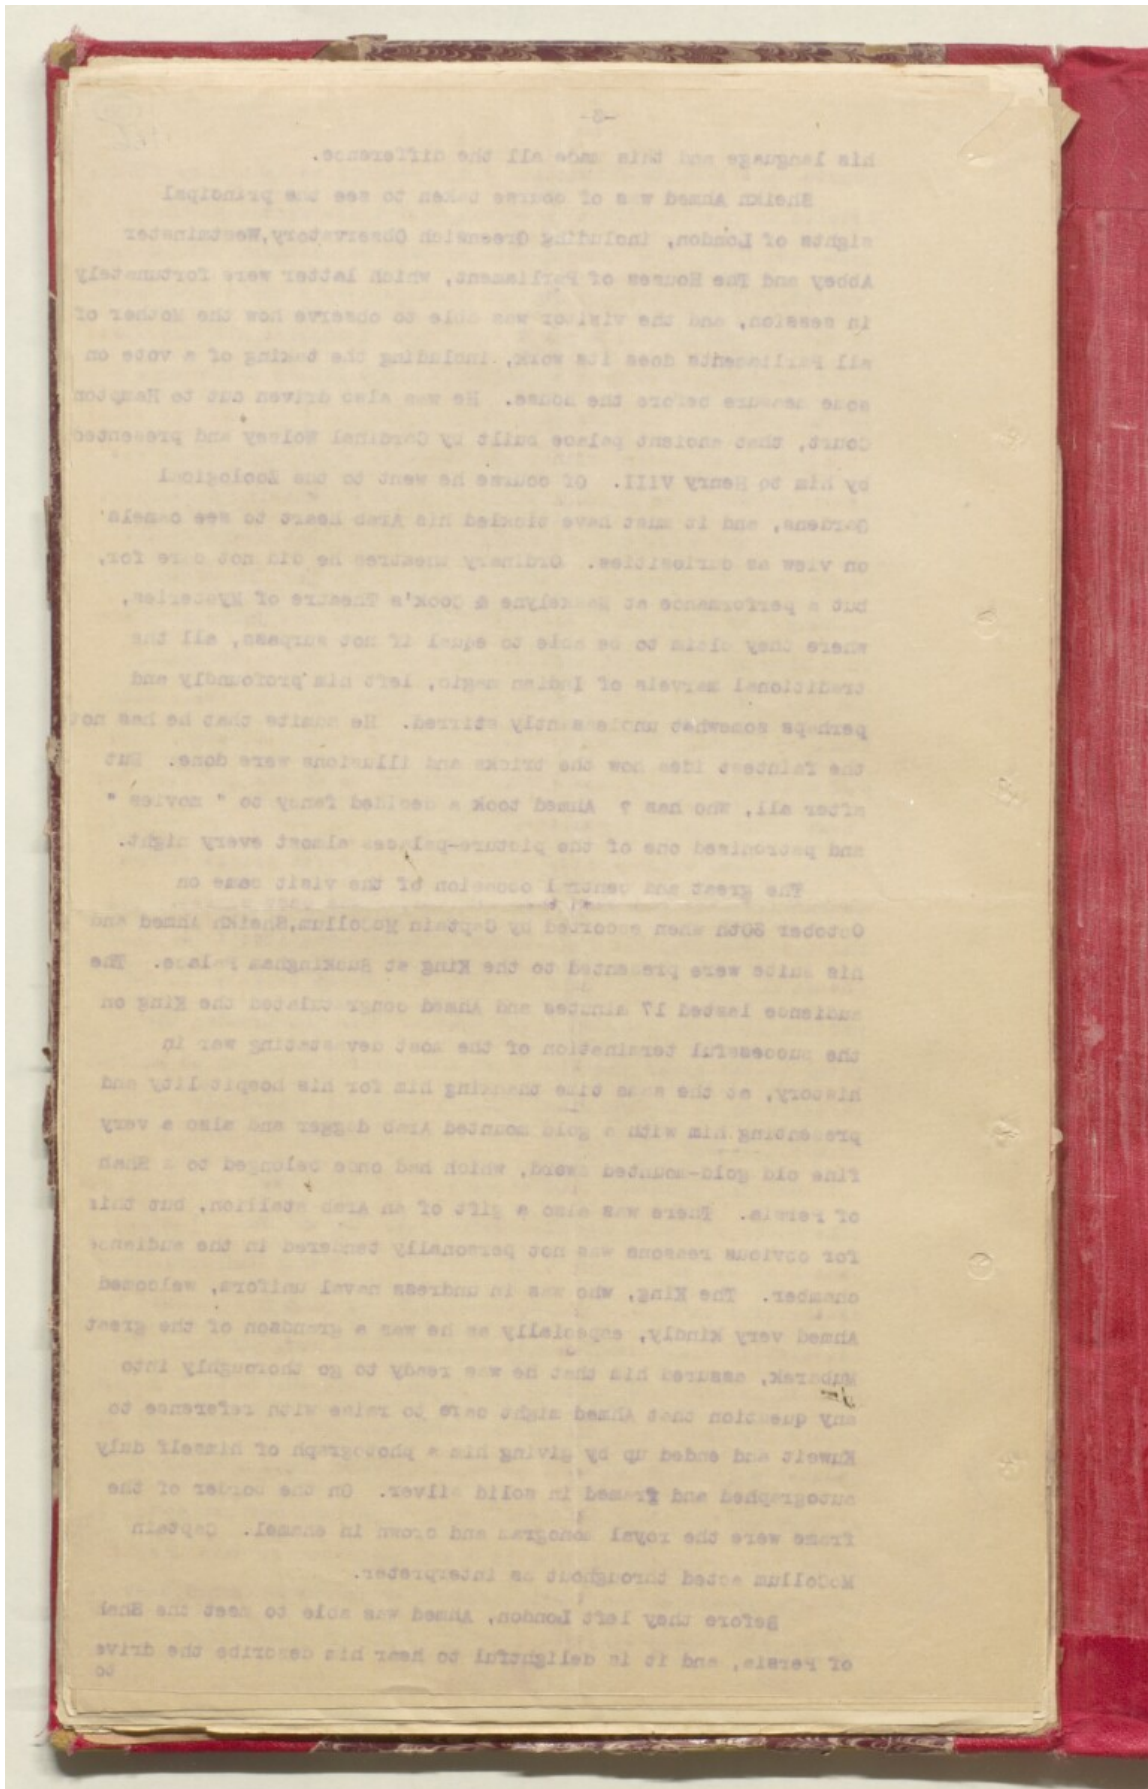 -3-
his language and this made all the difference.
Sheikh Ahmed was of course taken to see the principal
sights of London, including Greenwich Observatory,Westminster
Abbey and The Houses of Parliament, which latter were fortunately
in session, and the visitor was able to observe how the Mother of
all Parliaments does its work, including the taking of a vote on
some measure before the house. He was also driven out to Hampton
Court, that ancient palace built by Cardinal Wolsey and presented
by him to Henry VIII. Of course he went to the Zoological
Gardens, and it must have tickled his Arab heart to see camels
on view as curiosities. Ordinary theatres he did not care for,
but a performance at Maskelyne & Cook's Theatre of Mysteries,
where they claim to be able to equal if not surpass, all the
traditional marvels of Indian magic, left him profoundly and
perhaps somewhat unpleasantly stirred. He admits that he has not
the faintest idea how the tricks and illusions were done. But
after all, who has ? Ahmed took a decided fancy to " movies "
and patronised one of the picture-palaces almost every night.
The great and central occasion of the visit came on
October 30th when escorted by Captain McCollum,Sheikh Ahmed and
his suite were presented to the King at Buckingham Palace. The
audience lasted 17 minutes and Ahmed congratulated the King on
the successful termination of the most devastating war in
history, at the same time thanking him for his hospitality and
presenting him with a gold mounted Arab dagger and also a very
fine old gold-mounted sword, which had once belonged to a Shah
of Persia. There was also a gift of an Arab stallion, but this
for obvious reasons was not personally tendered in the audience
chamber. The King, who was in undress naval uniform, welcomed
Ahmed very kindly, especially as he was a grandson of the great
Mubarak, assured him that he was ready to go thoroughly into
any question that Ahmed might care to raise with reference to
Kuweit and ended up by giving him a photograph of himself duly
autographed and framed in solid silver. On the border of the
frame were the royal monogram and crown in enamel. Captain
McCollum acted throughout as interpreter.
Before they left London, Ahmed was able to meet the Shah
of Persia, and it is delightful to hear him describe the drive
to